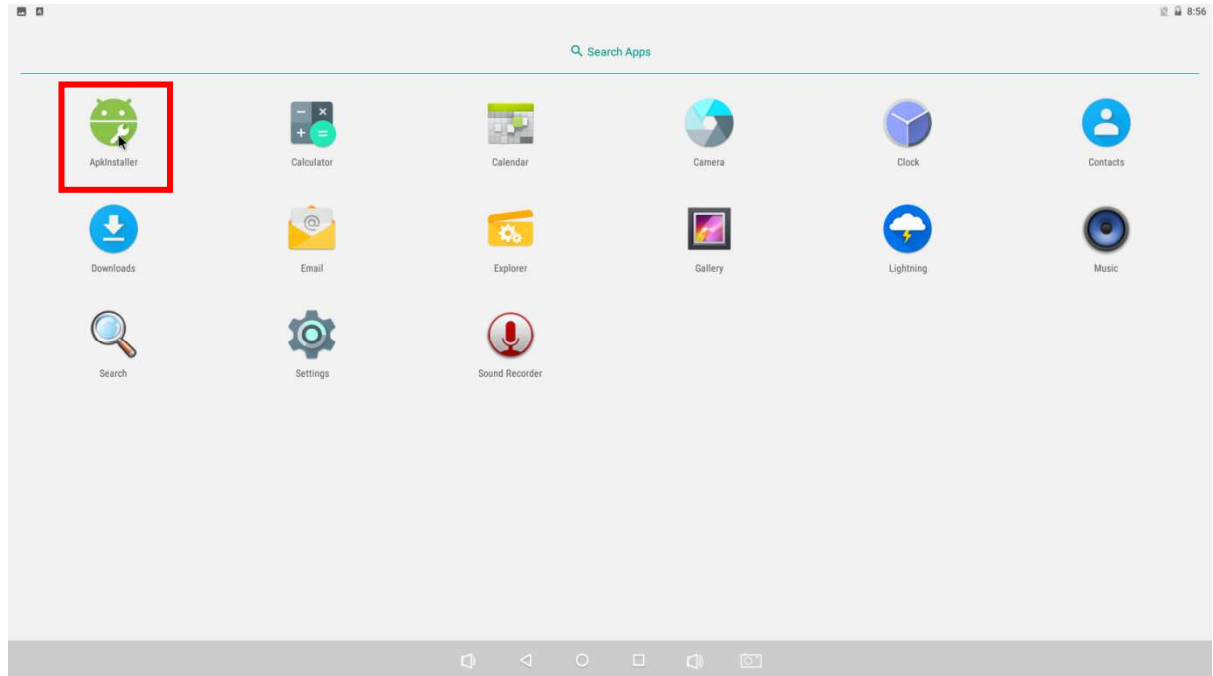 8:56
Search Apps
ApkInstaller Calculator Calendar Camera Clock Contacts
Downloads Email Explorer Gallery Lightning Music
Search Settings Sound Recorder